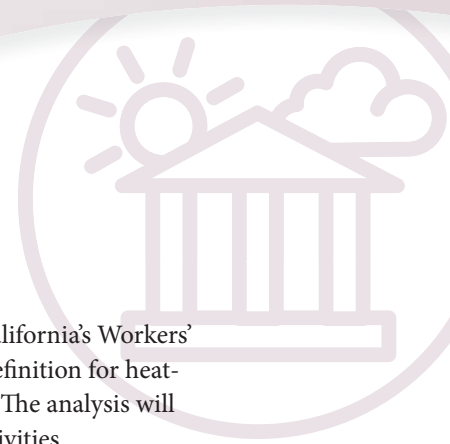 alifornia's Workers'
efinition for heat-
The analysis will
ivities